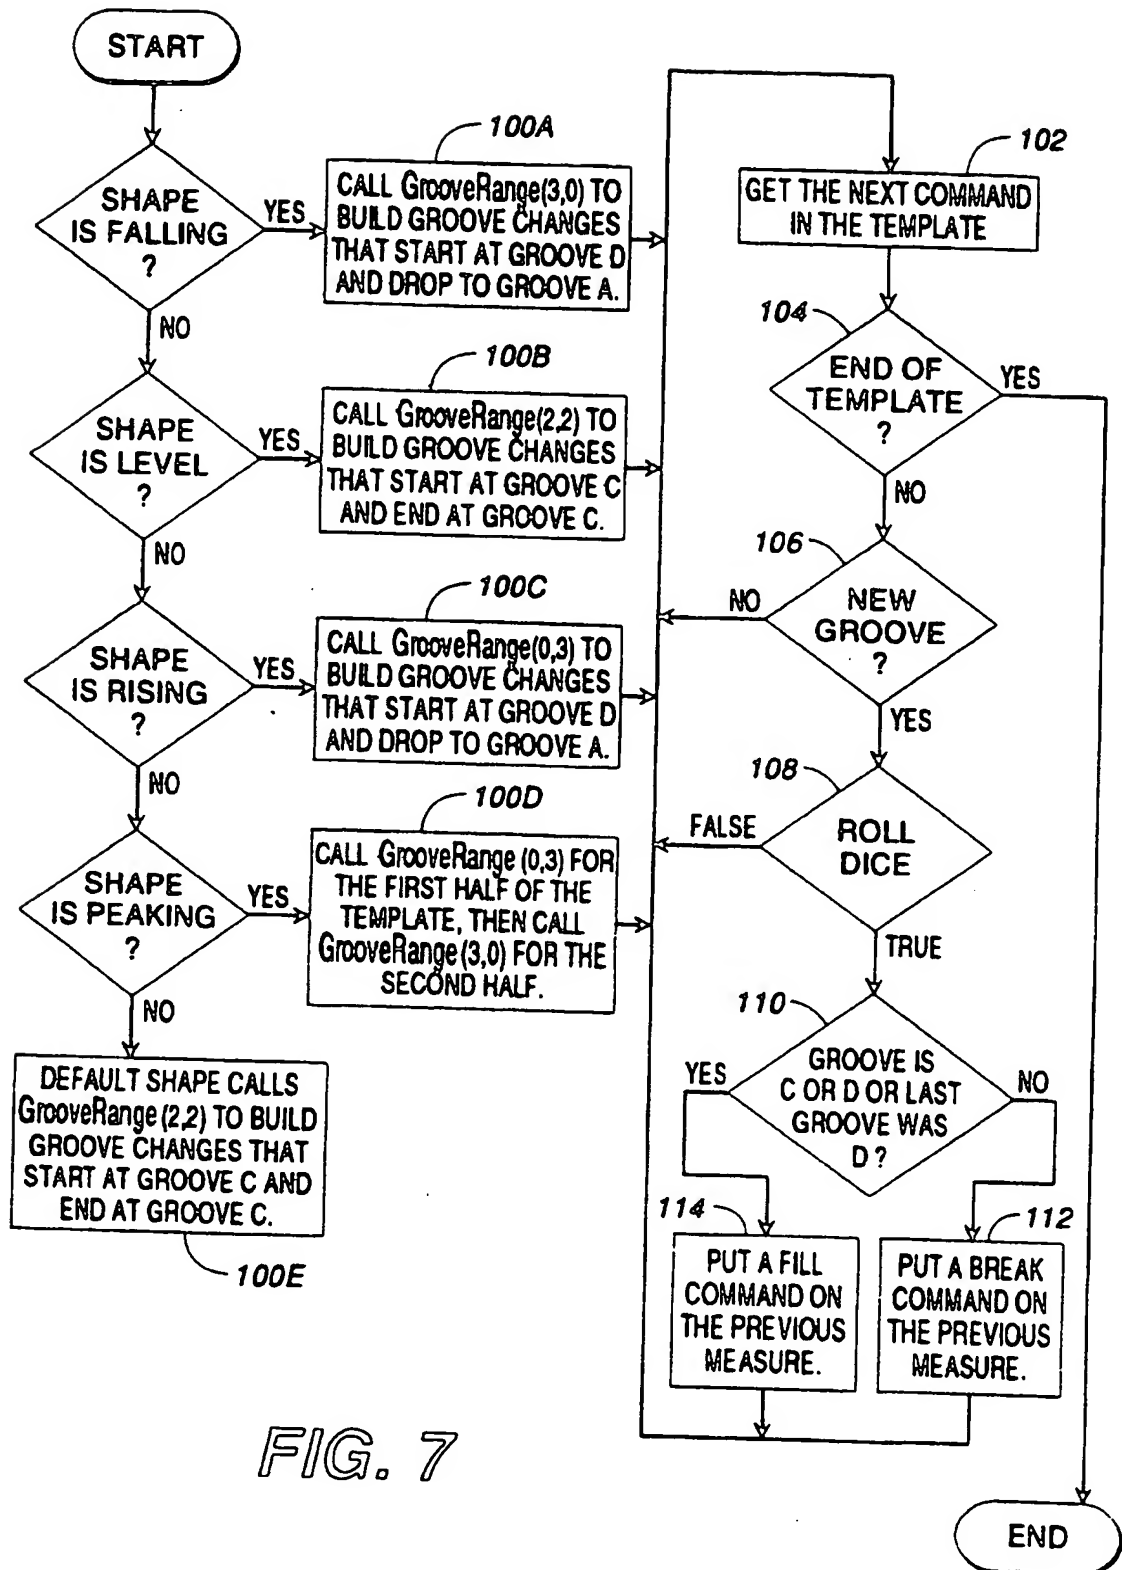 START
SHAPE
IS FALLING
?
YES
NO
100A
CALL GrooveRange(3,0) TO
BUILD GROOVE CHANGES
THAT START AT GROOVE D
AND DROP TO GROOVE A.
SHAPE
IS LEVEL
?
YES
NO
100B
CALL GrooveRange(2,2) TO
BUILD GROOVE CHANGES
THAT START AT GROOVE C
AND END AT GROOVE C.
SHAPE
IS RISING
?
YES
NO
100C
CALL GrooveRange(0,3) TO
BUILD GROOVE CHANGES
THAT START AT GROOVE D
AND DROP TO GROOVE A.
SHAPE
IS PEAKING
?
YES
NO
100D
CALL GrooveRange (0,3) FOR
THE FIRST HALF OF THE
TEMPLATE, THEN CALL
GrooveRange (3,0) FOR THE
SECOND HALF.
DEFAULT SHAPE CALLS
GrooveRange (2,2) TO BUILD
GROOVE CHANGES THAT
START AT GROOVE C AND
END AT GROOVE C.
100E
102
GET THE NEXT COMMAND
IN THE TEMPLATE
104
END OF
TEMPLATE
?
YES
NO
106
NEW
GROOVE
?
NO
YES
108
ROLL
DICE
FALSE
TRUE
110
GROOVE IS
C OR D OR LAST
GROOVE WAS
D ?
YES
NO
114
PUT A FILL
COMMAND ON
THE PREVIOUS
MEASURE.
112
PUT A BREAK
COMMAND ON
THE PREVIOUS
MEASURE.
END
FIG. 7